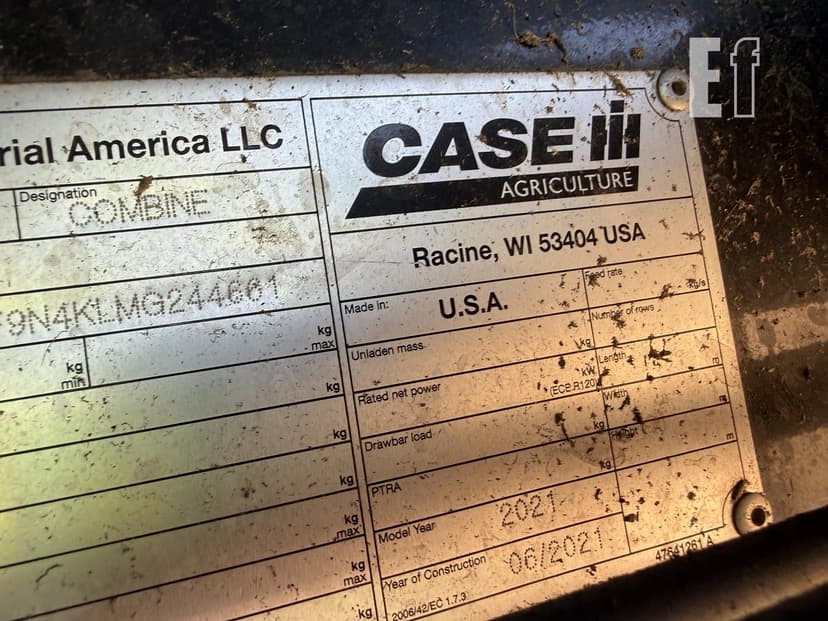 Ef
rial America LLC
Designation
COMBINE
9N4KLMG244661
kg
min
kg
max
kg
kg
kg
kg
max
kg
max
kg
CASE IH
AGRICULTURE
Racine, WI 53404 USA
Made in:
U.S.A.
Feed rate
kg/s
Unladen mass
kg
Number of rows
Rated net power
kW
(ECE R120)
Length
m
Drawbar load
kg
Width
m
PTRA
kg
Height
m
Model Year
2021
Year of Construction
06/2021
2006/42/EC 1.7.3
47641261 A